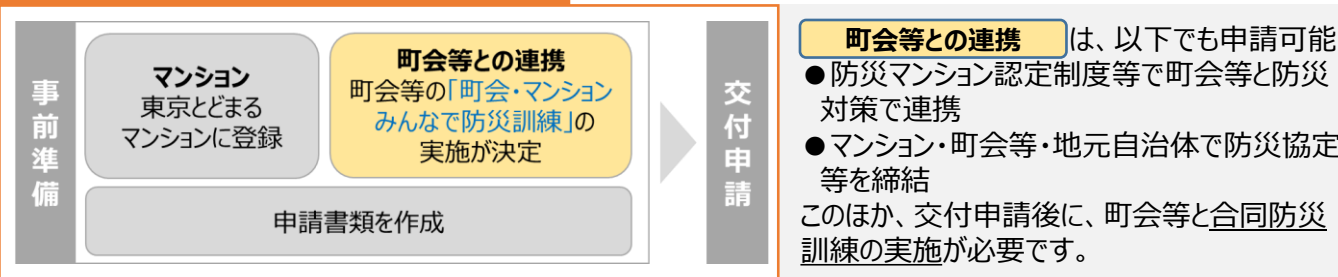 事前準備
マンション
東京とどまる
マンションに登録
町会等との連携
町会等の「町会・マンション
みんなで防災訓練」の
実施が決定
申請書類を作成
交付申請
町会等との連携 は、以下でも申請可能
●防災マンション認定制度等で町会等と防災
対策で連携
●マンション・町会等・地元自治体で防災協定
等を締結
このほか、交付申請後に、町会等と合同防災
訓練の実施が必要です。